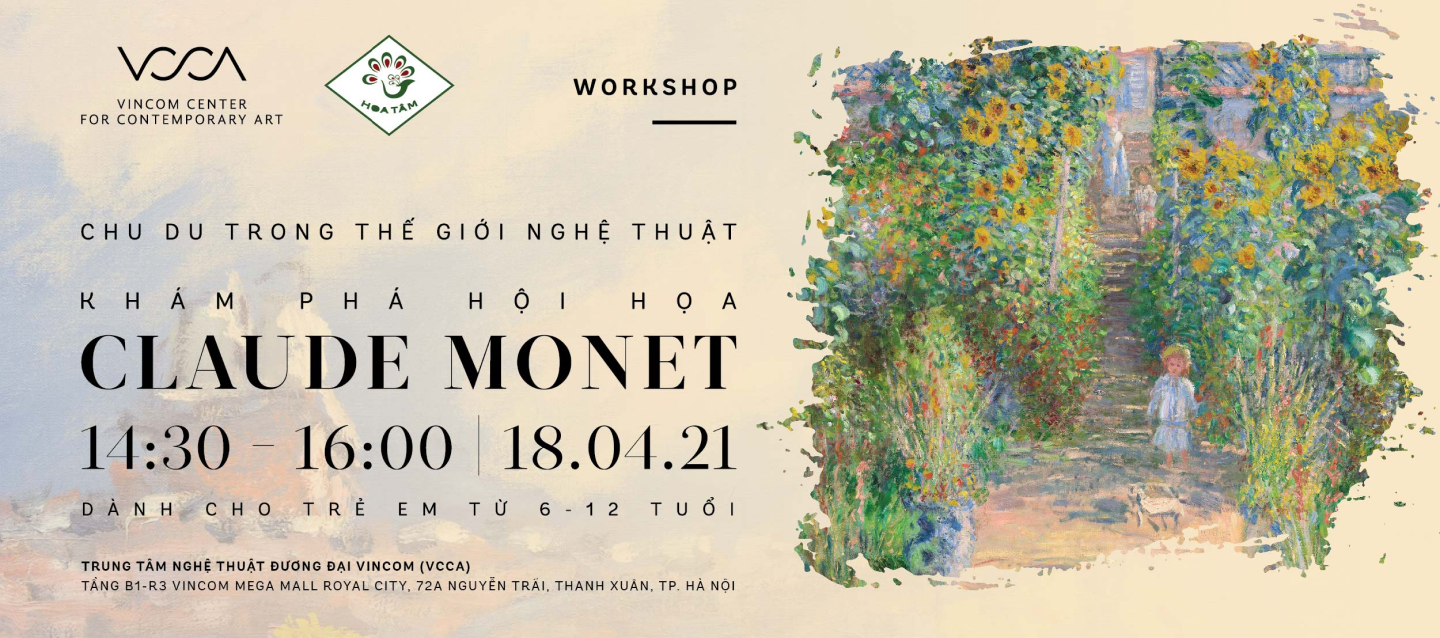 VCCA
VINCOM CENTER
FOR CONTEMPORARY ART
HOA TÂM
WORKSHOP
CHU DU TRONG THẾ GIỚI NGHỆ THUẬT
KHÁM PHÁ HỘI HỌA
CLAUDE MONET
14:30 - 16:00 | 18.04.21
DÀNH CHO TRẺ EM TỪ 6-12 TUỔI
TRUNG TÂM NGHỆ THUẬT ĐƯƠNG ĐẠI VINCOM (VCCA)
TẦNG B1-R3 VINCOM MEGA MALL ROYAL CITY, 72A NGUYỄN TRÃI, THANH XUÂN, TP. HÀ NỘI